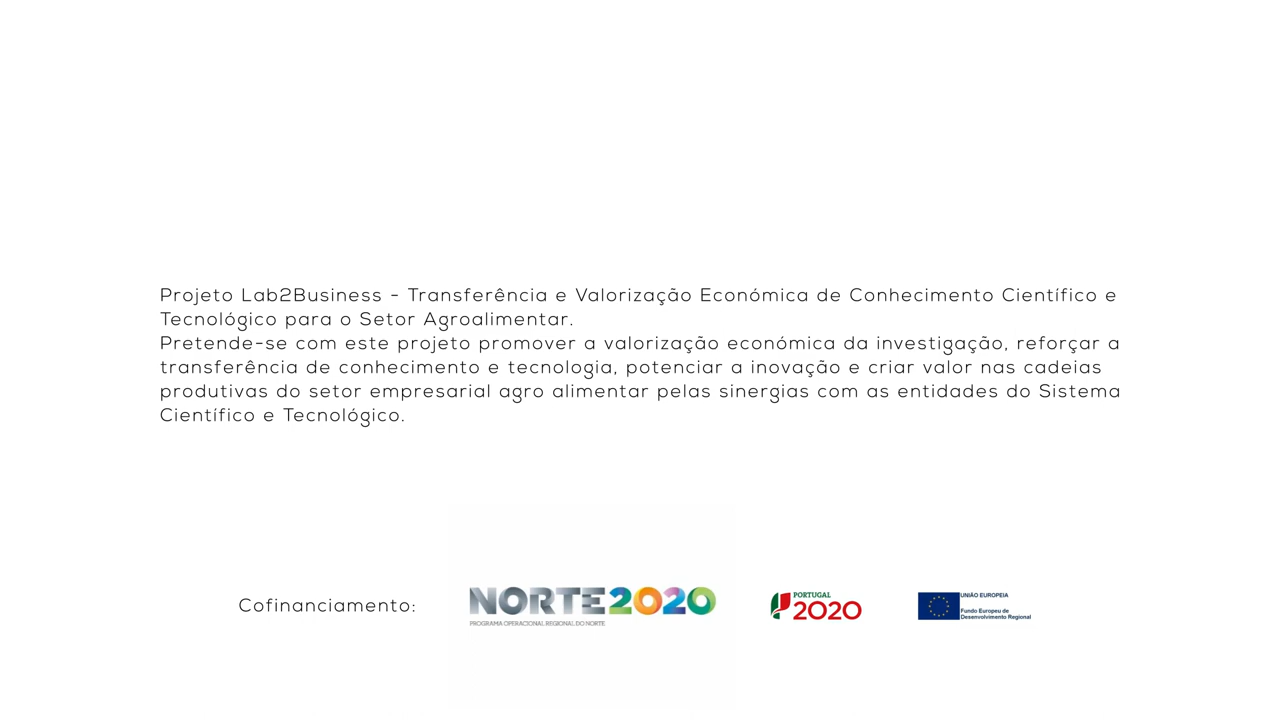 Projeto Lab2Business - Transferência e Valorização Económica de Conhecimento Científico e
Tecnológico para o Setor Agroalimentar.
Pretende-se com este projeto promover a valorização económica da investigação, reforçar a
transferência de conhecimento e tecnologia, potenciar a inovação e criar valor nas cadeias
produtivas do setor empresarial agro alimentar pelas sinergias com as entidades do Sistema
Científico e Tecnológico.
Cofinanciamento:
NORTE2020
PROGRAMA OPERACIONAL REGIONAL DO NORTE
PORTUGAL
2020
UNIÃO EUROPEIA
Fundo Europeu de
Desenvolvimento Regional